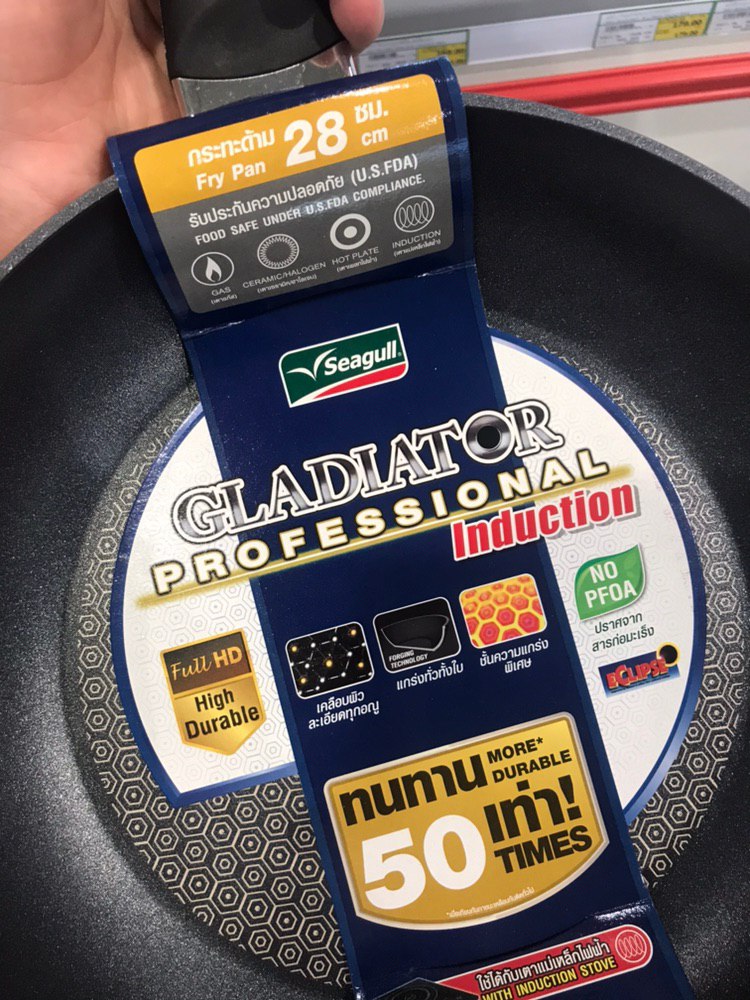 179.00
กระทะด้าม 28 ซม.
Fry Pan cm
รับประกันความปลอดภัย (U.S.FDA)
FOOD SAFE UNDER U.S.FDA COMPLIANCE.
GAS CERAMIC/HALOGEN HOT PLATE INDUCTION
Seagull
GLADIATOR
PROFESSIONAL
Induction
NO
PFOA
ปราศจาก
สารก่อมะเร็ง
ECLIPSE
Full HD
High
Durable
เคลือบผิว
ละเอียดทุกอณู
FORGING
TECHNOLOGY
แกร่งทั่วทั้งใบ
ชั้นความแกร่ง
พิเศษ
ทนทาน MORE*
DURABLE
50 เท่า!
TIMES
ใช้ได้กับเตาแม่เหล็กไฟฟ้า
WITH INDUCTION STOVE